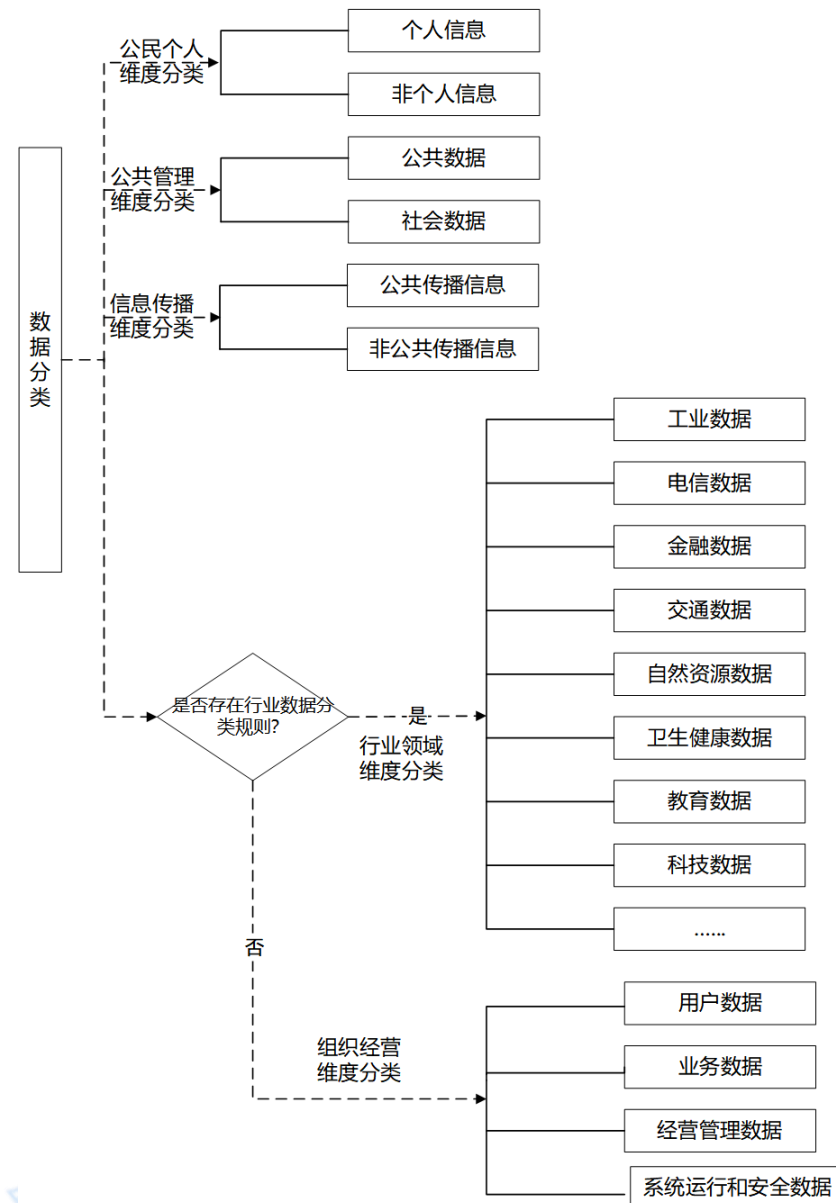 数据分类
公民个人
维度分类
个人信息
非个人信息
公共管理
维度分类
公共数据
社会数据
信息传播
维度分类
公共传播信息
非公共传播信息
是否存在行业数据分
类规则?
是
行业领域
维度分类
工业数据
电信数据
金融数据
交通数据
自然资源数据
卫生健康数据
教育数据
科技数据
......
否
组织经营
维度分类
用户数据
业务数据
经营管理数据
系统运行和安全数据